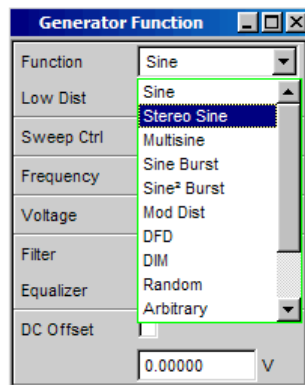 Generator Function
Function Sine
Low Dist Sine
Stereo Sine
Sweep Ctrl Multisine
Sine Burst
Frequency Sine² Burst
Voltage Mod Dist
DFD
Filter DIM
Equalizer Random
Arbitrary
DC Offset
0.00000 V